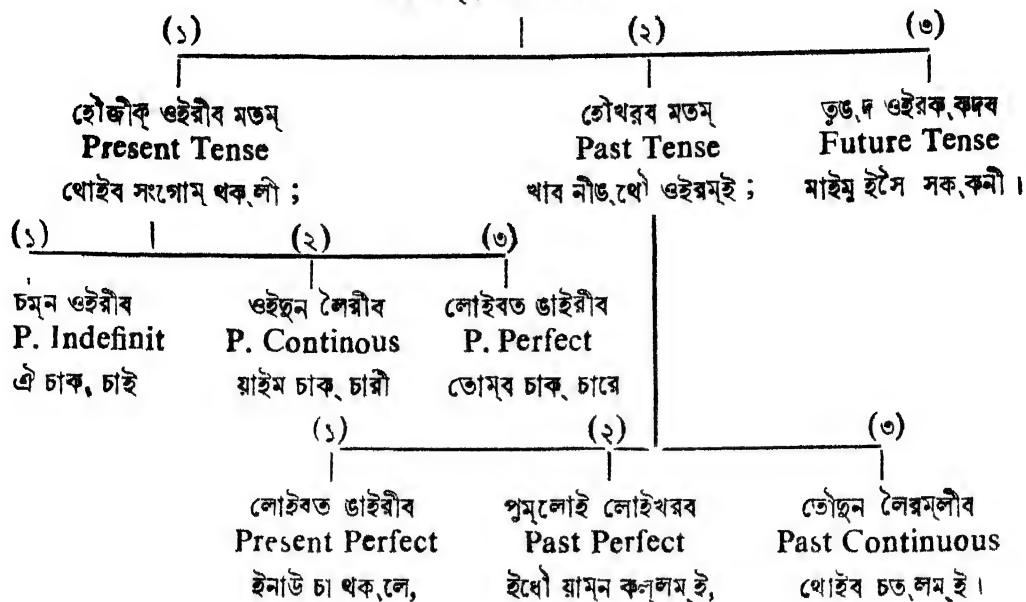 (১) (২) (৩)
হৌজীক্ ওইরীব মতম্ তৌখরব মতম্ তুঙ্‌দ ওইরক্‌কদব
Present Tense Past Tense Future Tense
থোইব সংগোম্ থক্‌লী ; খাব নীঙ্‌থৌ ওইরম্ই ; মাইমু ইসৈ সক্‌কনী ।
(১) (২) (৩)
চম্ন ওইরীব ওইদুন লৈরীব লোইবত ঙাইরীব
P. Indefinit P. Continous P. Perfect
ঐ চাক্ চাই য়াইম চাক্ চারী তোম্ব চাক্ চারে
(১) (২) (৩)
লোইবত ঙাইরীব পুম্লোই লোইখরব তৌদুন লৈরম্লীব
Present Perfect Past Perfect Past Continuous
ইনাউ চা থক্‌লে, ইধৌ য়াম্ন কল্লম্ই, থোইব চত্‌লম্ই ।